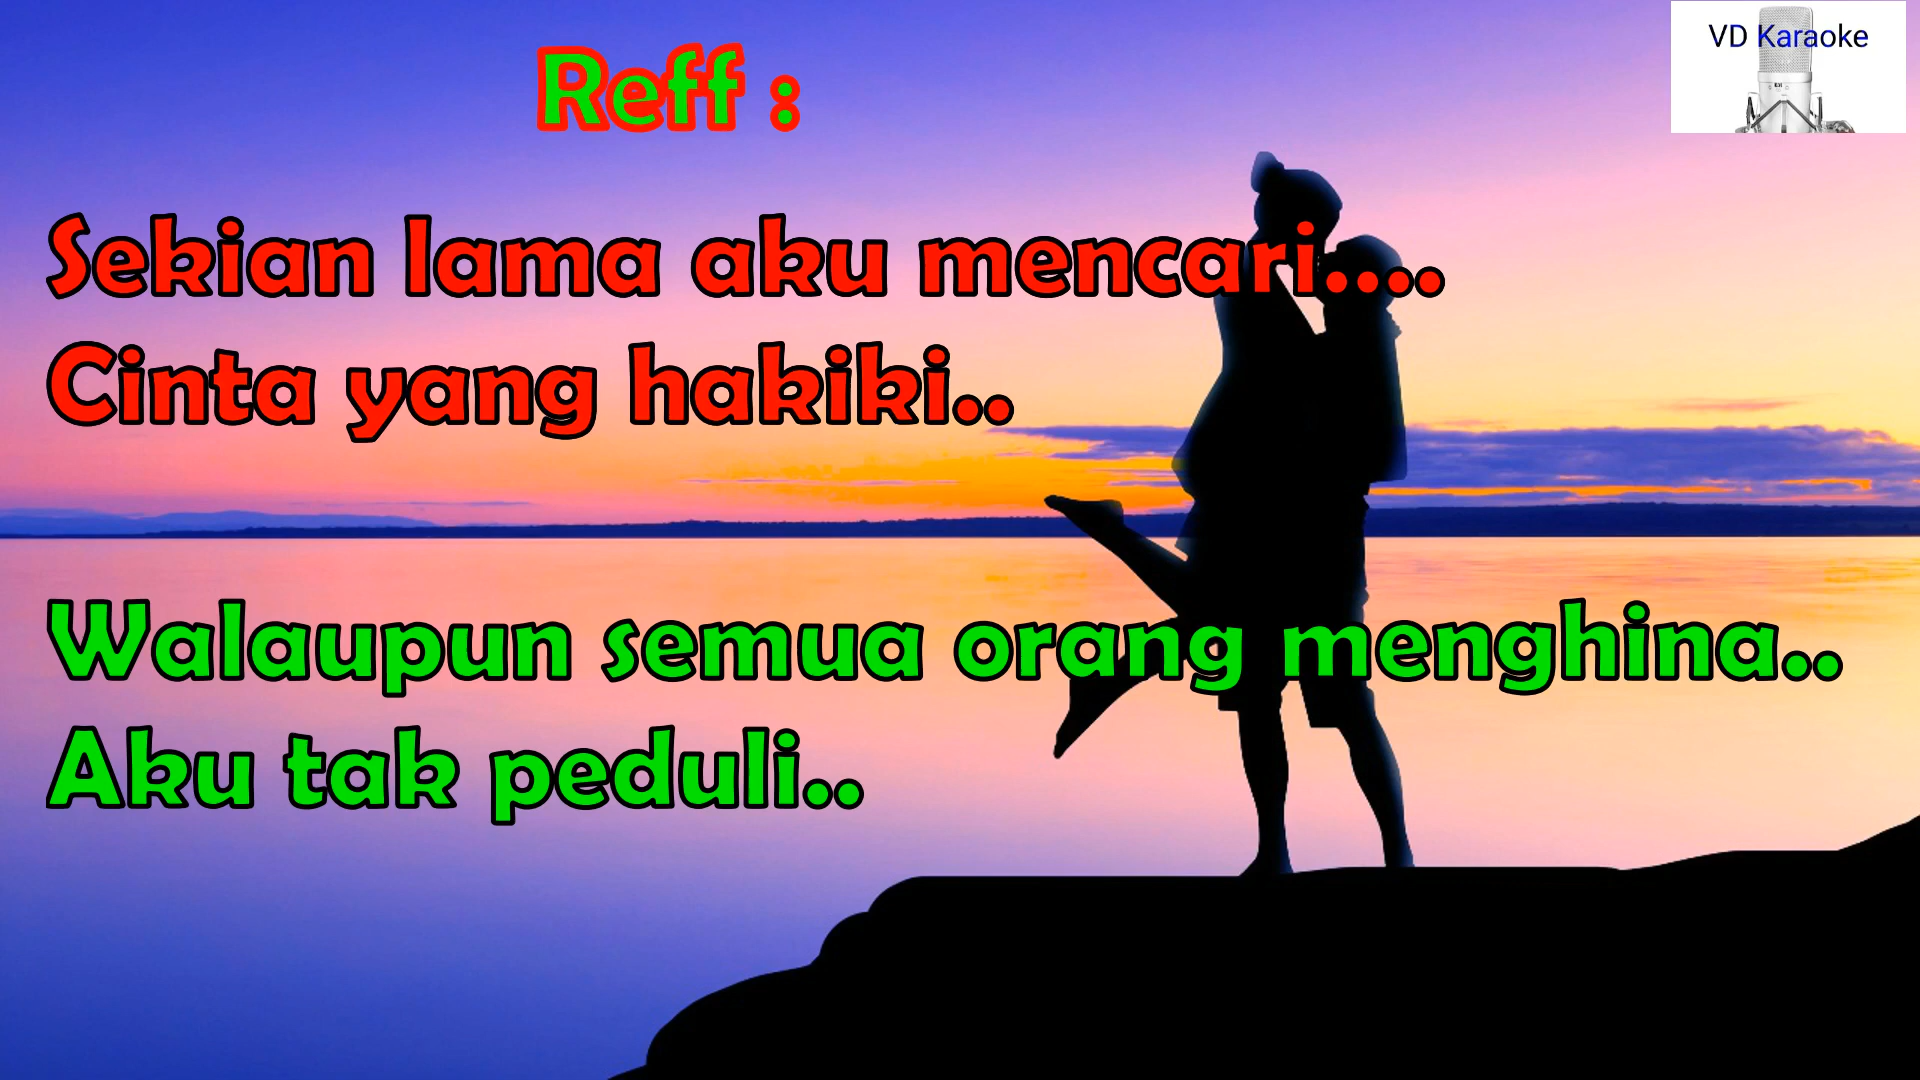 VD Karaoke
Reff :
Sekian lama aku mencari....
Cinta yang hakiki..
Walaupun semua orang menghina..
Aku tak peduli..